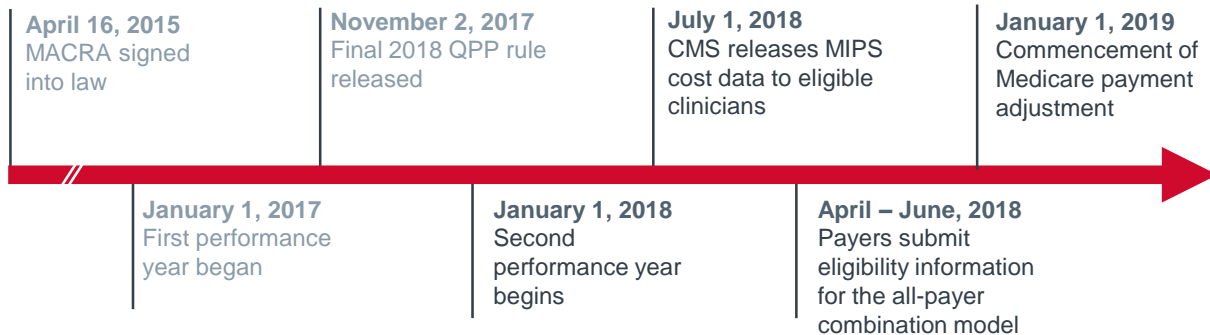 April 16, 2015
MACRA signed
into law
November 2, 2017
Final 2018 QPP rule
released
July 1, 2018
CMS releases MIPS
cost data to eligible
clinicians
January 1, 2019
Commencement of
Medicare payment
adjustment
January 1, 2017
First performance
year began
January 1, 2018
Second
performance year
begins
April – June, 2018
Payers submit
eligibility information
for the all-payer
combination model